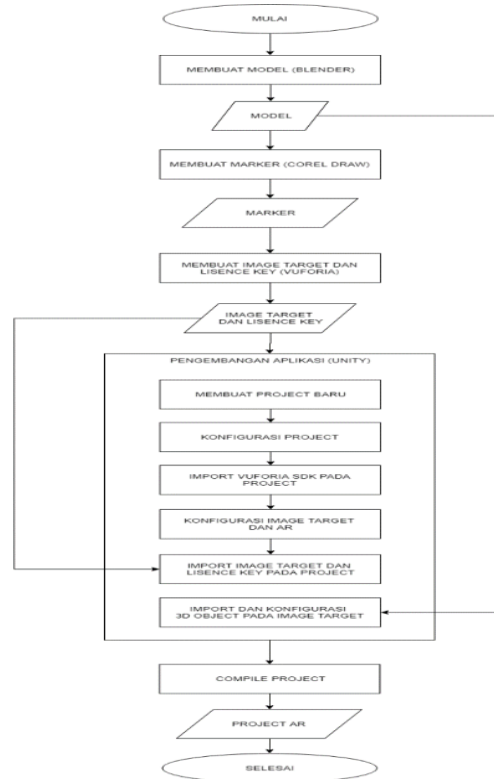 MULAI
MEMBUAT MODEL (BLENDER)
MODEL
MEMBUAT MARKER (COREL DRAW)
MARKER
MEMBUAT IMAGE TARGET DAN
LISENCE KEY (VUFORIA)
IMAGE TARGET
DAN LISENCE KEY
PENGEMBANGAN APLIKASI (UNITY)
MEMBUAT PROJECT BARU
KONFIGURASI PROJECT
IMPORT VUFORIA SDK PADA
PROJECT
KONFIGURASI IMAGE TARGET
DAN AR
IMPORT IMAGE TARGET DAN
LISENCE KEY PADA PROJECT
IMPORT DAN KONFIGURASI
3D OBJECT PADA IMAGE TARGET
COMPILE PROJECT
PROJECT AR
SELESAI